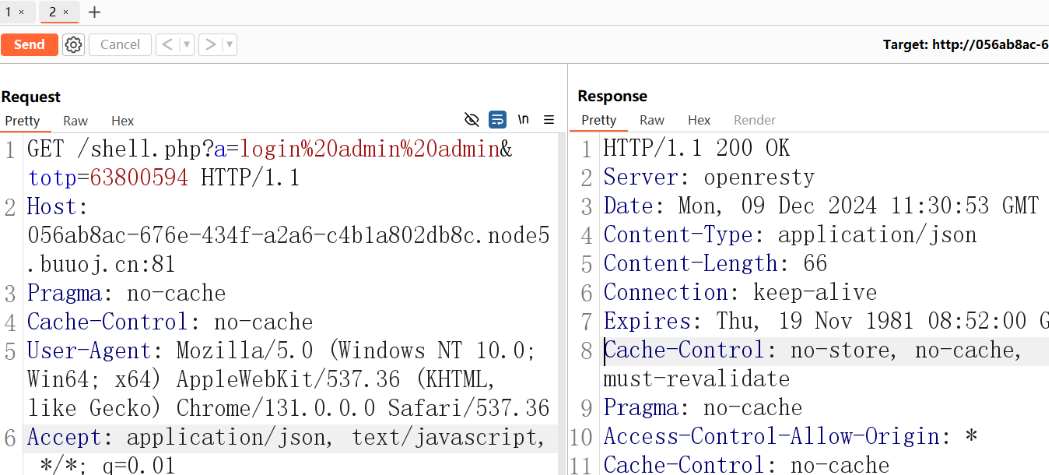 1 × 2 × +
Send Cancel < > Target: http://056ab8ac-6
Request
Pretty Raw Hex \n
1 GET /shell.php?a=login%20admin%20admin&
totp=63800594 HTTP/1.1
2 Host:
056ab8ac-676e-434f-a2a6-c4b1a802db8c.node5
.buuoj.cn:81
3 Pragma: no-cache
4 Cache-Control: no-cache
5 User-Agent: Mozilla/5.0 (Windows NT 10.0;
Win64; x64) AppleWebKit/537.36 (KHTML,
like Gecko) Chrome/131.0.0.0 Safari/537.36
6 Accept: application/json, text/javascript,
*/*; q=0.01
Response
Pretty Raw Hex Render
1 HTTP/1.1 200 OK
2 Server: openresty
3 Date: Mon, 09 Dec 2024 11:30:53 GMT
4 Content-Type: application/json
5 Content-Length: 66
6 Connection: keep-alive
7 Expires: Thu, 19 Nov 1981 08:52:00 G
8 Cache-Control: no-store, no-cache,
must-revalidate
9 Pragma: no-cache
10 Access-Control-Allow-Origin: *
11 Cache-Control: no-cache